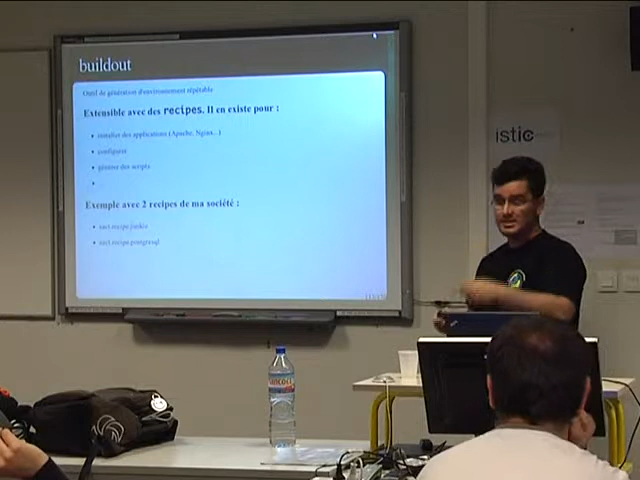 buildout
Outil de génération d'environnement répétable
Extensible avec des recipes. Il en existe pour :
installer des applications (Apache, Nginx.. )
configurer
générer des scripts
Exemple avec 2 recipes de ma société :
istic